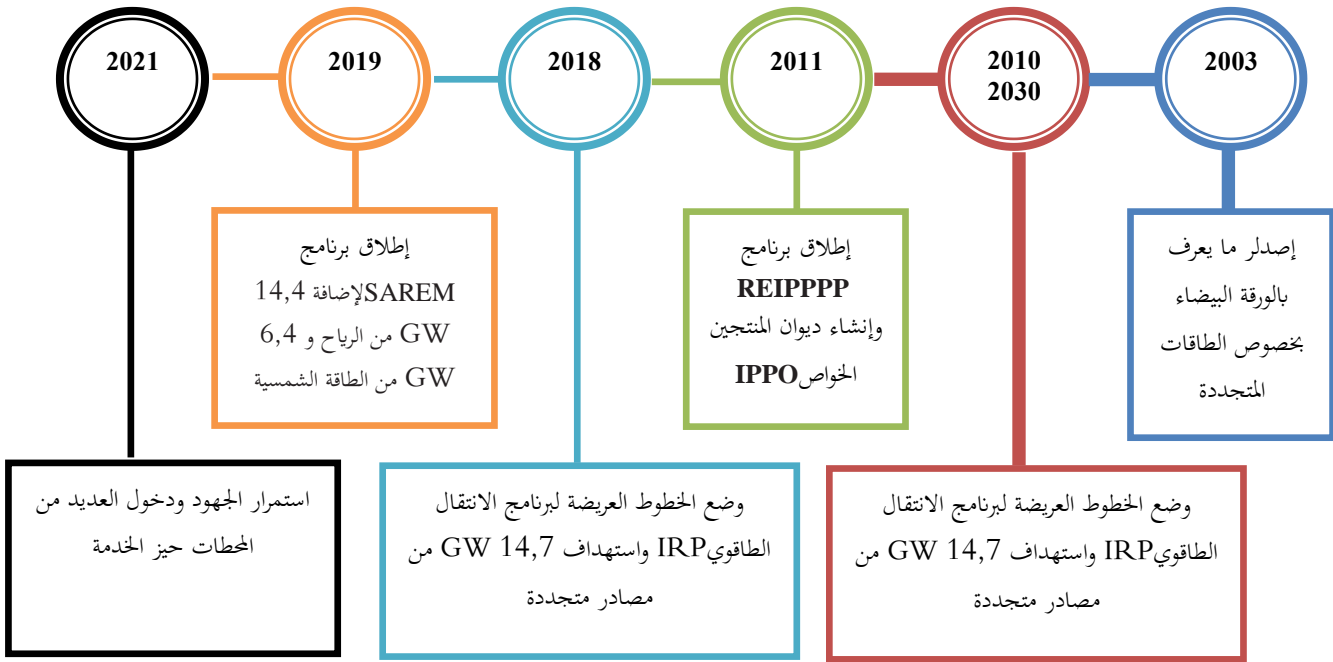 2003
إصدلر ما يعرف
بالورقة البيضاء
بخصوص الطاقات
المتجددة
2010
2030
وضع الخطوط العريضة لبرنامج الانتقال
الطاقويIRP واستهداف 14,7 GW من
مصادر متجددة
2011
إطلاق برنامج
REIPPPP
وإنشاء ديوان المنتجين
الخواصIPPO
2018
وضع الخطوط العريضة لبرنامج الانتقال
الطاقويIRP واستهداف 14,7 GW من
مصادر متجددة
2019
إطلاق برنامج
SAREMلإضافة 14,4
GW من الرياح و 6,4
GW من الطاقة الشمسية
2021
استمرار الجهود ودخول العديد من
المحطات حيز الخدمة